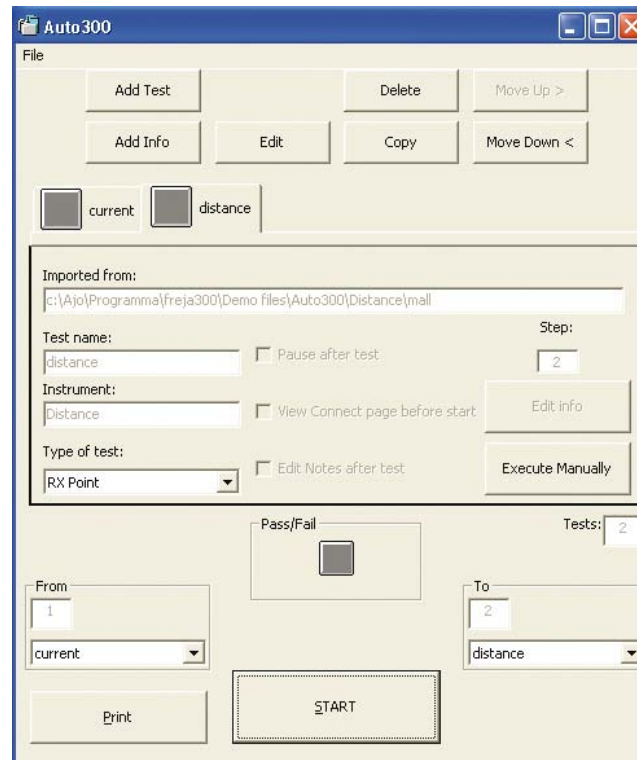 Auto300
File
Add Test
Delete
Move Up >
Add Info
Edit
Copy
Move Down <
current
distance
Imported from:
c:\Ajo\Programma\freja300\Demo files\Auto300\Distance\mall
Test name:
distance
Pause after test
Step:
2
Instrument:
Distance
View Connect page before start
Edit info
Type of test:
RX Point
Edit Notes after test
Execute Manually
Pass/Fail
Tests:
2
From
1
current
To
2
distance
Print
START